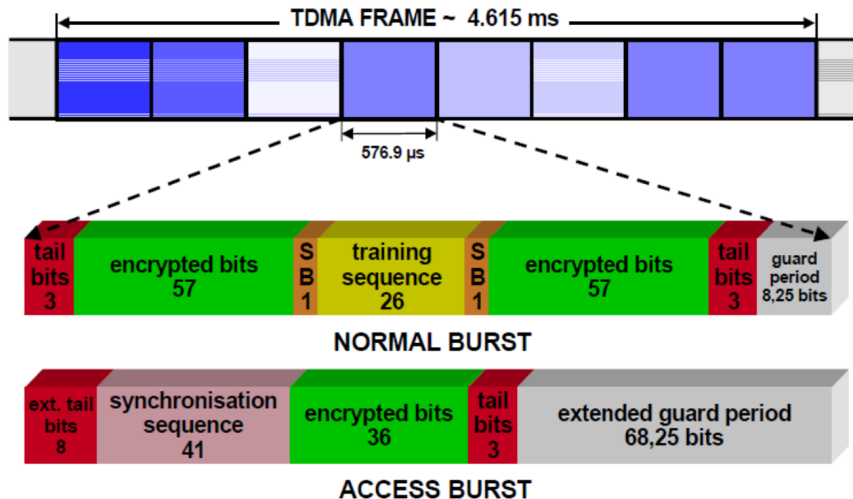 TDMA FRAME ~ 4.615 ms
576.9 µs
tail
bits
3
encrypted bits
57
S
B
1
training
sequence
26
S
B
1
encrypted bits
57
tail
bits
3
guard
period
8,25 bits
NORMAL BURST
ext. tail
bits
8
synchronisation
sequence
41
encrypted bits
36
tail
bits
3
extended guard period
68,25 bits
ACCESS BURST